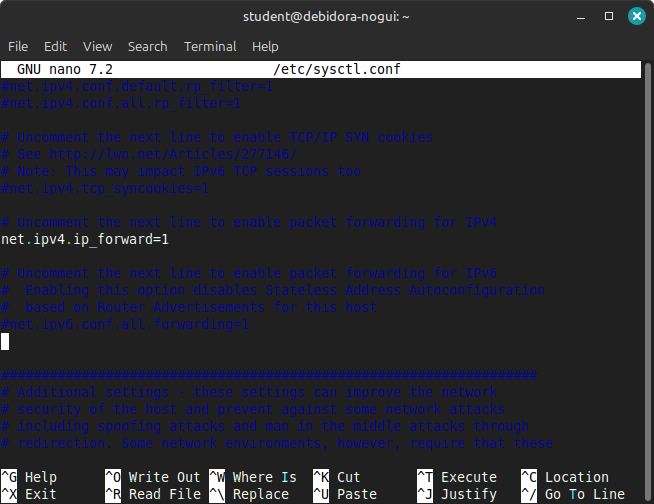 student@debidora-nogui: ~
File Edit View Search Terminal Help
GNU nano 7.2 /etc/sysctl.conf
#net.ipv4.conf.default.rp_filter=1
#net.ipv4.conf.all.rp_filter=1
# Uncomment the next line to enable TCP/IP SYN cookies
# See http://lwn.net/Articles/277146/
# Note: This may impact IPv6 TCP sessions too
#net.ipv4.tcp_syncookies=1
# Uncomment the next line to enable packet forwarding for IPv4
net.ipv4.ip_forward=1
# Uncomment the next line to enable packet forwarding for IPv6
#  Enabling this option disables Stateless Address Autoconfiguration
#  based on Router Advertisements for this host
#net.ipv6.conf.all.forwarding=1
###################################################################
# Additional settings - these settings can improve the network
# security of the host and prevent against some network attacks
# including spoofing attacks and man in the middle attacks through
# redirection. Some network environments, however, require that these
^G Help ^O Write Out ^W Where Is ^K Cut ^T Execute ^C Location
^X Exit ^R Read File ^\ Replace ^U Paste ^J Justify ^/ Go To Line